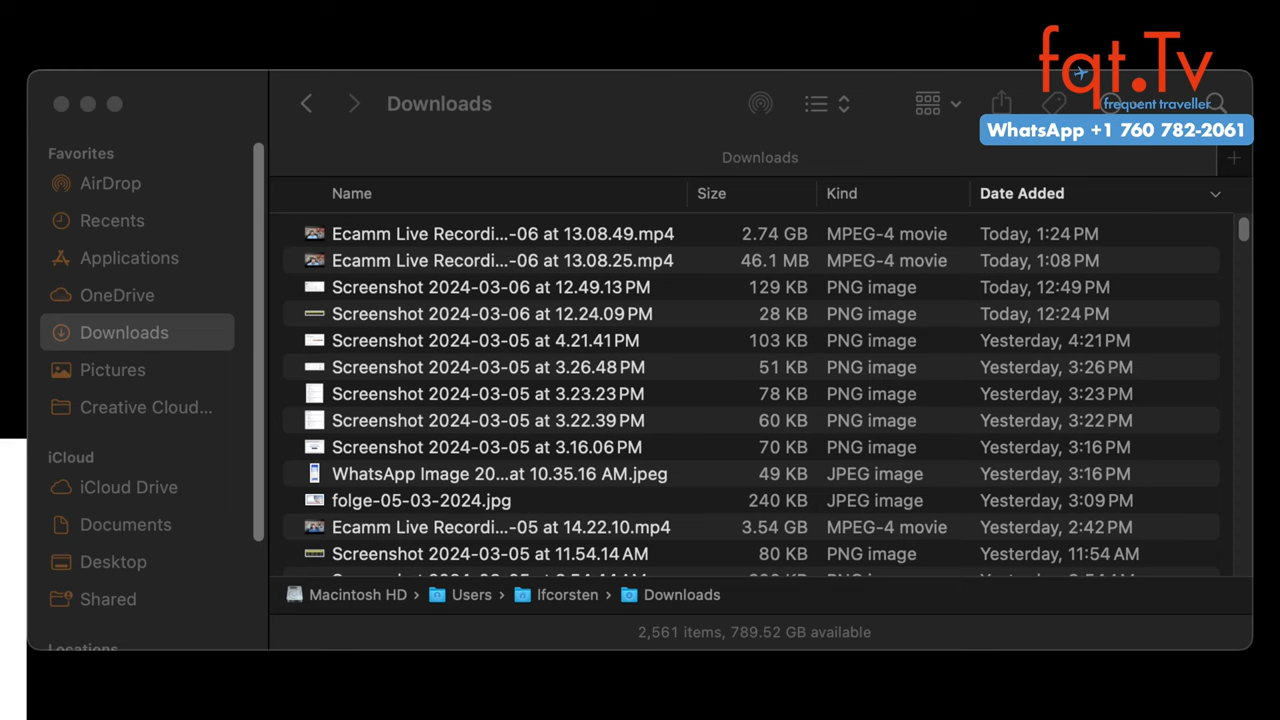 fqt.Tv
frequent traveller
WhatsApp +1 760 782-2061
Downloads
Downloads
Favorites
AirDrop
Recents
Applications
OneDrive
Downloads
Pictures
Creative Cloud...
iCloud
iCloud Drive
Documents
Desktop
Shared
Locations
Name Size Kind Date Added
Ecamm Live Recordi...-06 at 13.08.49.mp4 2.74 GB MPEG-4 movie Today, 1:24 PM
Ecamm Live Recordi...-06 at 13.08.25.mp4 46.1 MB MPEG-4 movie Today, 1:08 PM
Screenshot 2024-03-06 at 12.49.13 PM 129 KB PNG image Today, 12:49 PM
Screenshot 2024-03-06 at 12.24.09 PM 28 KB PNG image Today, 12:24 PM
Screenshot 2024-03-05 at 4.21.41 PM 103 KB PNG image Yesterday, 4:21 PM
Screenshot 2024-03-05 at 3.26.48 PM 51 KB PNG image Yesterday, 3:26 PM
Screenshot 2024-03-05 at 3.23.23 PM 78 KB PNG image Yesterday, 3:23 PM
Screenshot 2024-03-05 at 3.22.39 PM 60 KB PNG image Yesterday, 3:22 PM
Screenshot 2024-03-05 at 3.16.06 PM 70 KB PNG image Yesterday, 3:16 PM
WhatsApp Image 20...at 10.35.16 AM.jpeg 49 KB JPEG image Yesterday, 3:16 PM
folge-05-03-2024.jpg 240 KB JPEG image Yesterday, 3:09 PM
Ecamm Live Recordi...-05 at 14.22.10.mp4 3.54 GB MPEG-4 movie Yesterday, 2:42 PM
Screenshot 2024-03-05 at 11.54.14 AM 80 KB PNG image Yesterday, 11:54 AM
Macintosh HD › Users › lfcorsten › Downloads
2,561 items, 789.52 GB available